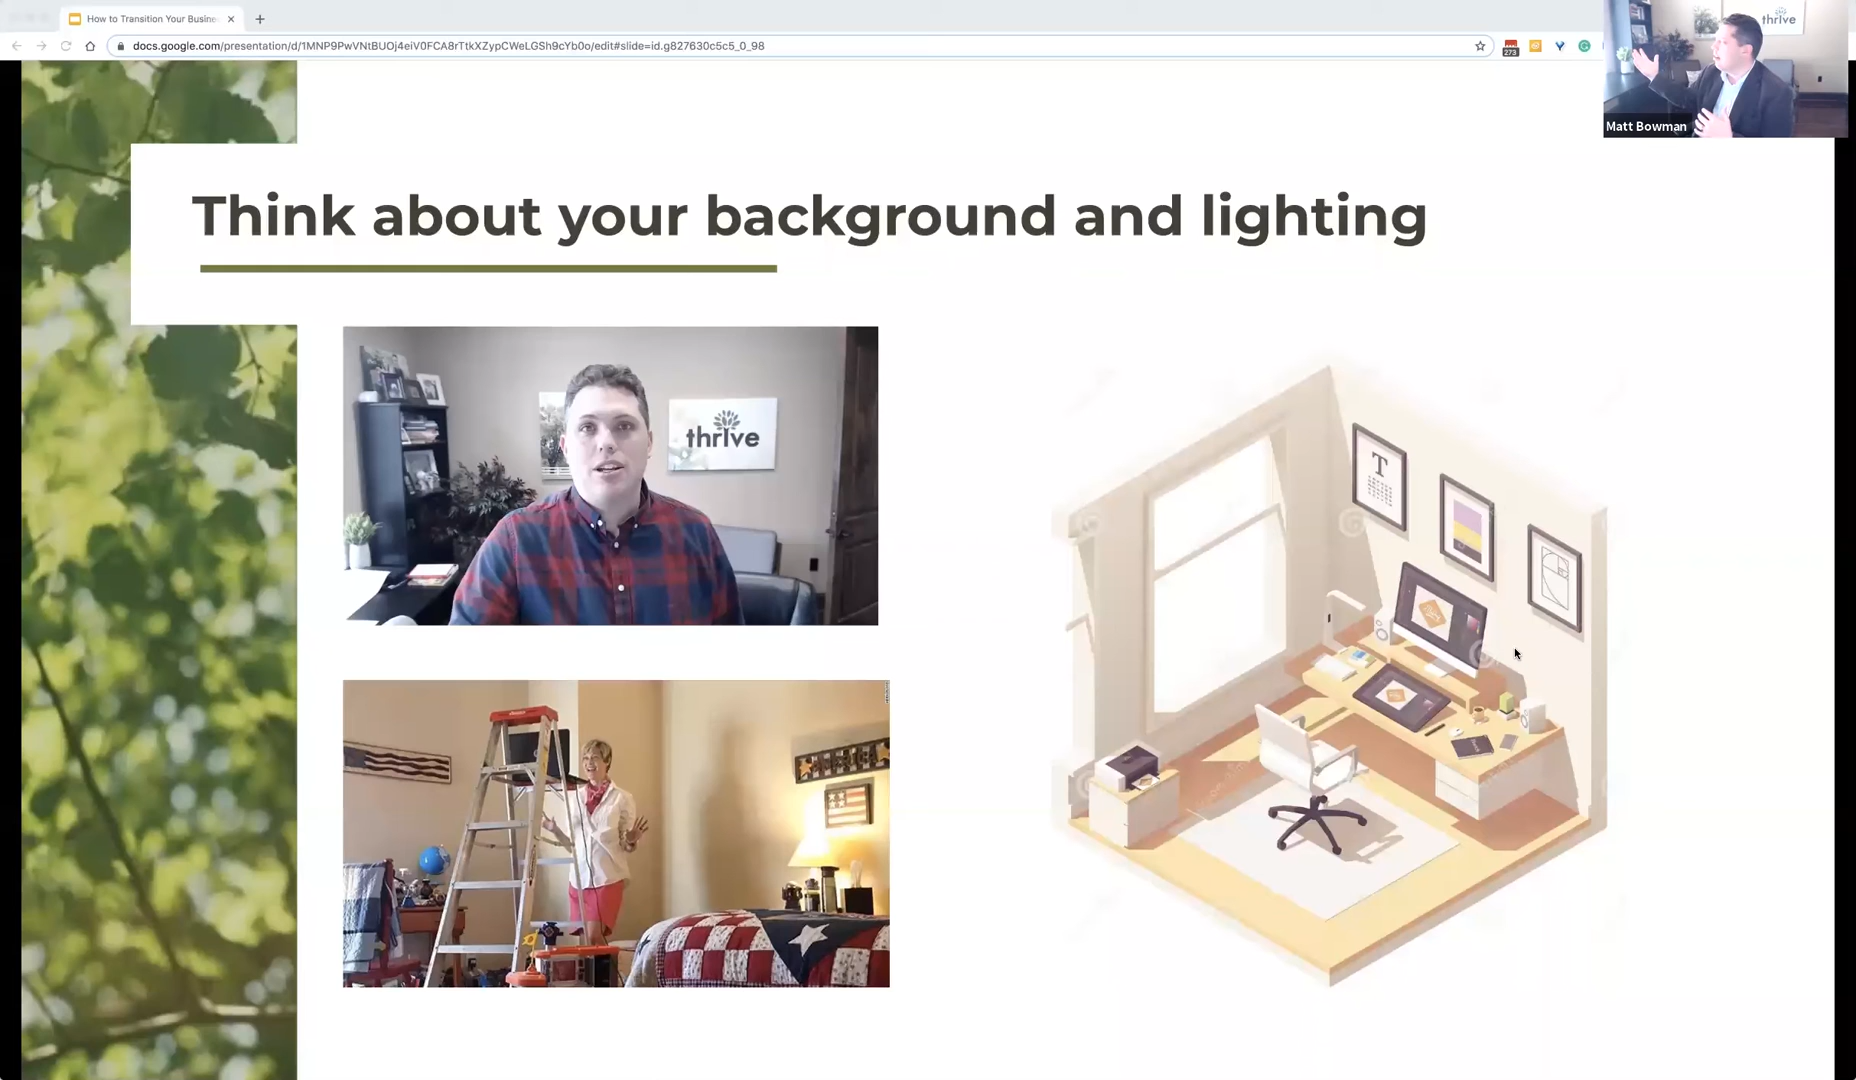 How to Transition Your Busine
docs.google.com/presentation/d/1MNP9PwVNtBUOj4eiV0FCA8rTtkXZypCWeLGSh9cYb0o/edit#slide=id.g827630c5c5_0_98
273
thrive
Matt Bowman
Think about your background and lighting
thrive
T